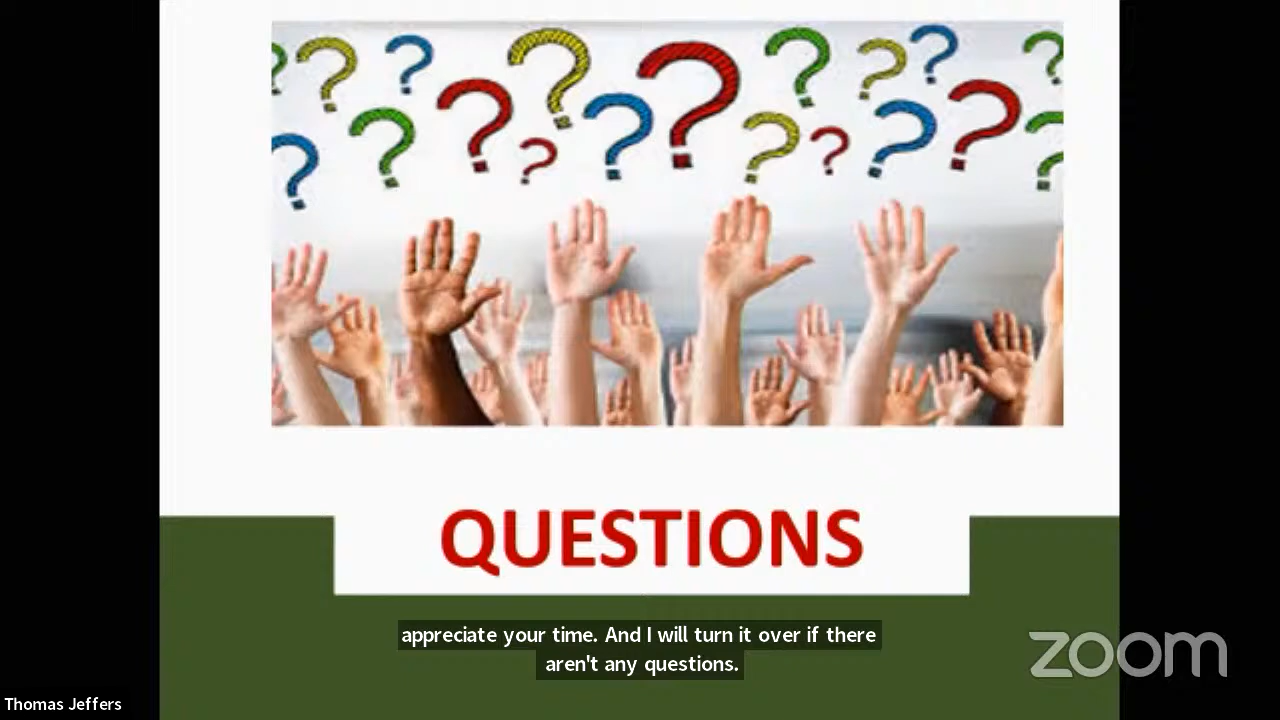 QUESTIONS
appreciate your time. And I will turn it over if there
aren't any questions.
zoom
Thomas Jeffers